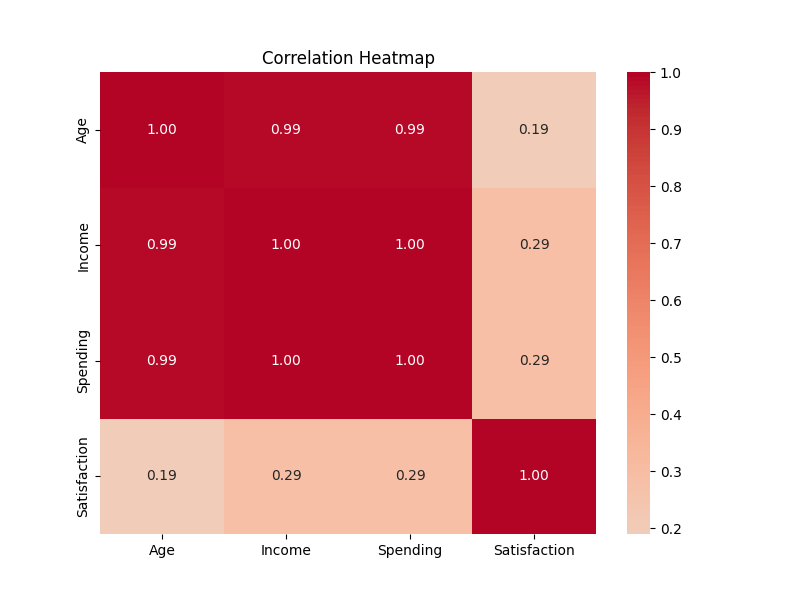 Correlation Heatmap
Age 1.00 0.99 0.99 0.19
Income 0.99 1.00 1.00 0.29
Spending 0.99 1.00 1.00 0.29
Satisfaction 0.19 0.29 0.29 1.00
Age Income Spending Satisfaction
1.0
0.9
0.8
0.7
0.6
0.5
0.4
0.3
0.2